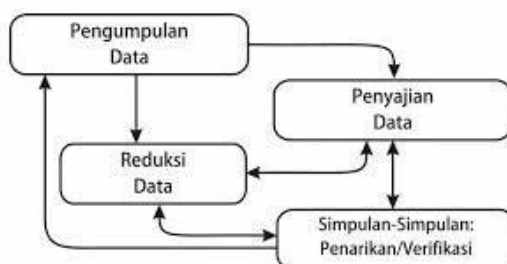 Pengumpulan
Data
Penyajian
Data
Reduksi
Data
Simpulan-Simpulan:
Penarikan/Verifikasi